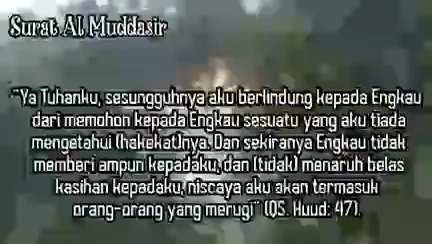 Surat Al Muddasir
"Ya Tuhanku, sesungguhnya aku berlindung kepada Engkau
dari memohon kepada Engkau sesuatu yang aku tiada
mengetahui (hakekat)nya. Dan sekiranya Engkau tidak
memberi ampun kepadaku, dan (tidak) menaruh belas
kasihan kepadaku, niscaya aku akan termasuk
orang-orang yang merugi" (QS. Huud: 47).